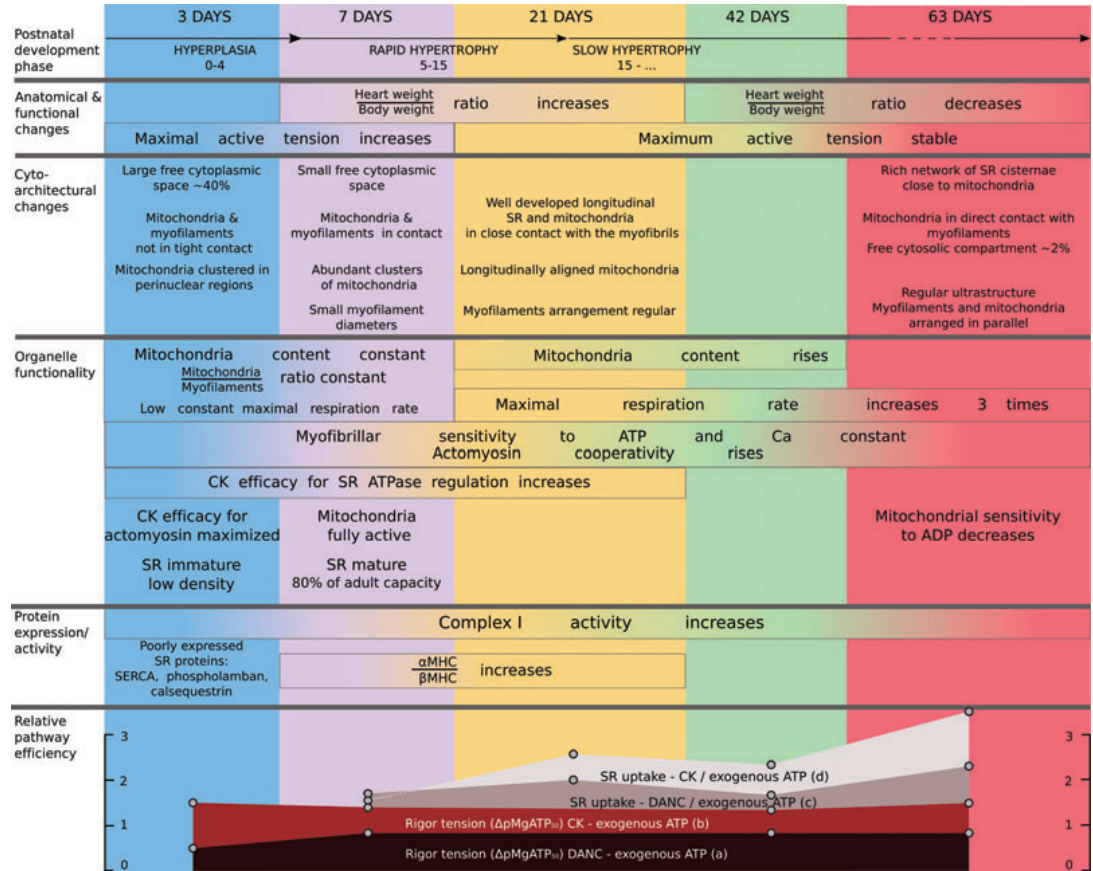 3 DAYS 7 DAYS 21 DAYS 42 DAYS 63 DAYS
Postnatal
development
phase
HYPERPLASIA
0-4
RAPID HYPERTROPHY
5-15
SLOW HYPERTROPHY
15 - ...
Anatomical &
functional
changes
Heart weight
Body weight
ratio increases
Heart weight
Body weight
ratio decreases
Maximal active tension increases
Maximum active tension stable
Cyto-
architectural
changes
Large free cytoplasmic
space ~40%
Mitochondria &
myofilaments
not in tight contact
Mitochondria clustered in
perinuclear regions
Small free cytoplasmic
space
Mitochondria &
myofilaments in contact
Abundant clusters
of mitochondria
Small myofilament
diameters
Well developed longitudinal
SR and mitochondria
in close contact with the myofibrils
Longitudinally aligned mitochondria
Myofilaments arrangement regular
Rich network of SR cisternae
close to mitochondria
Mitochondria in direct contact with
myofilaments
Free cytosolic compartment ~2%
Regular ultrastructure
Myofilaments and mitochondria
arranged in parallel
Organelle
functionality
Mitochondria content constant
Mitochondria
Myofilaments
ratio constant
Low constant maximal respiration rate
Mitochondria content rises
Maximal respiration rate increases 3 times
Myofibrillar sensitivity to ATP and Ca constant
Actomyosin cooperativity rises
CK efficacy for SR ATPase regulation increases
CK efficacy for
actomyosin maximized
SR immature
low density
Mitochondria
fully active
SR mature
80% of adult capacity
Mitochondrial sensitivity
to ADP decreases
Protein
expression/
activity
Complex I activity increases
Poorly expressed
SR proteins:
SERCA, phospholamban,
calsequestrin
αMHC
βMHC
increases
Relative
pathway
efficiency
3
2
1
0
SR uptake - CK / exogenous ATP (d)
SR uptake - DANC / exogenous ATP (c)
Rigor tension (ΔpMgATP₅₀) CK - exogenous ATP (b)
Rigor tension (ΔpMgATP₅₀) DANC - exogenous ATP (a)
3
2
1
0